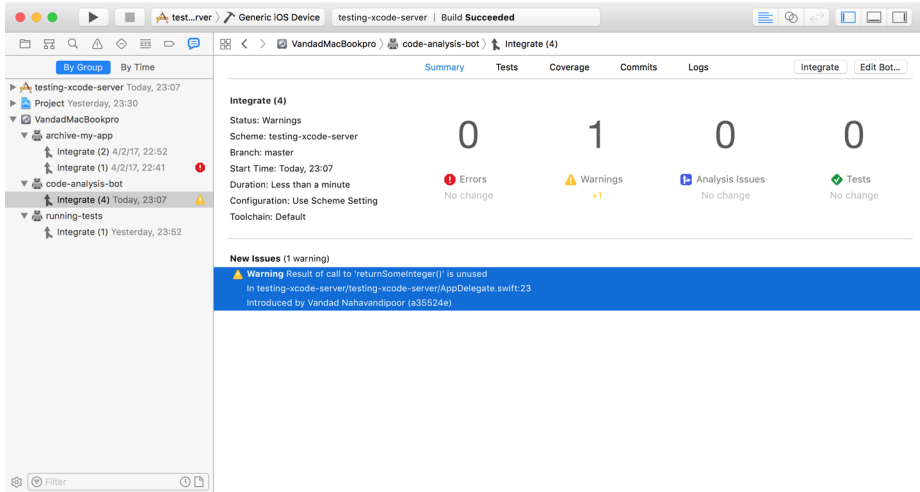 test...rver Generic iOS Device testing-xcode-server | Build Succeeded
VandadMacBookpro code-analysis-bot Integrate (4)
By Group By Time
Summary Tests Coverage Commits Logs Integrate Edit Bot...
testing-xcode-server Today, 23:07
Project Yesterday, 23:30
VandadMacBookpro
archive-my-app
Integrate (2) 4/2/17, 22:52
Integrate (1) 4/2/17, 22:41
code-analysis-bot
Integrate (4) Today, 23:07
running-tests
Integrate (1) Yesterday, 23:52
Filter
Integrate (4)
Status: Warnings
Scheme: testing-xcode-server
Branch: master
Start Time: Today, 23:07
Duration: Less than a minute
Configuration: Use Scheme Setting
Toolchain: Default
0 1 0 0
Errors Warnings Analysis Issues Tests
No change +1 No change No change
New Issues (1 warning)
Warning Result of call to 'returnSomeInteger()' is unused
In testing-xcode-server/testing-xcode-server/AppDelegate.swift:23
Introduced by Vandad Nahavandipoor (a35524e)